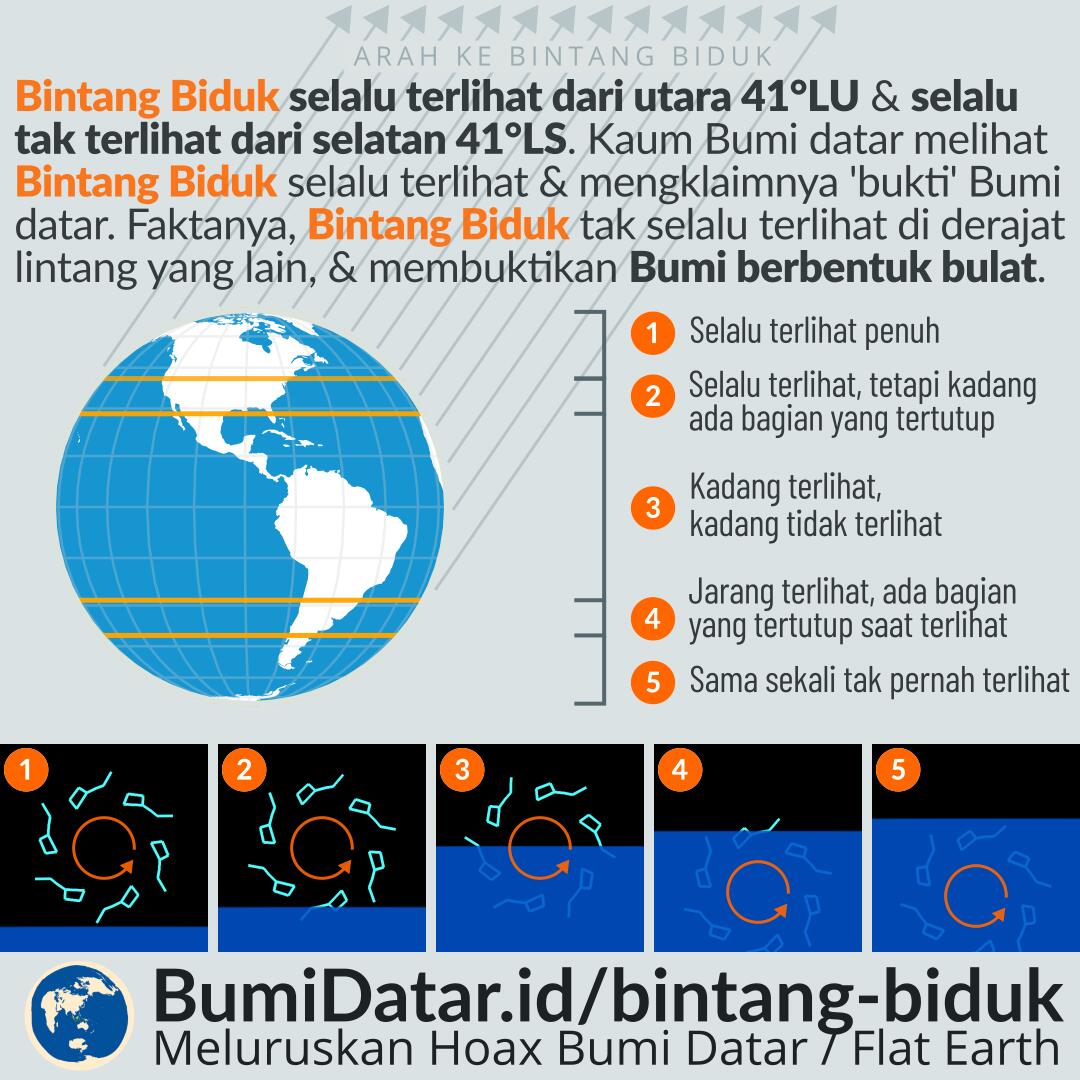 ARAH KE BINTANG BIDUK
Bintang Biduk selalu terlihat dari utara 41°LU & selalu
tak terlihat dari selatan 41°LS. Kaum Bumi datar melihat
Bintang Biduk selalu terlihat & mengklaimnya 'bukti' Bumi
datar. Faktanya, Bintang Biduk tak selalu terlihat di derajat
lintang yang lain, & membuktikan Bumi berbentuk bulat.
1 Selalu terlihat penuh
2 Selalu terlihat, tetapi kadang
ada bagian yang tertutup
3 Kadang terlihat,
kadang tidak terlihat
4 Jarang terlihat, ada bagian
yang tertutup saat terlihat
5 Sama sekali tak pernah terlihat
1 2 3 4 5
BumiDatar.id/bintang-biduk
Meluruskan Hoax Bumi Datar / Flat Earth